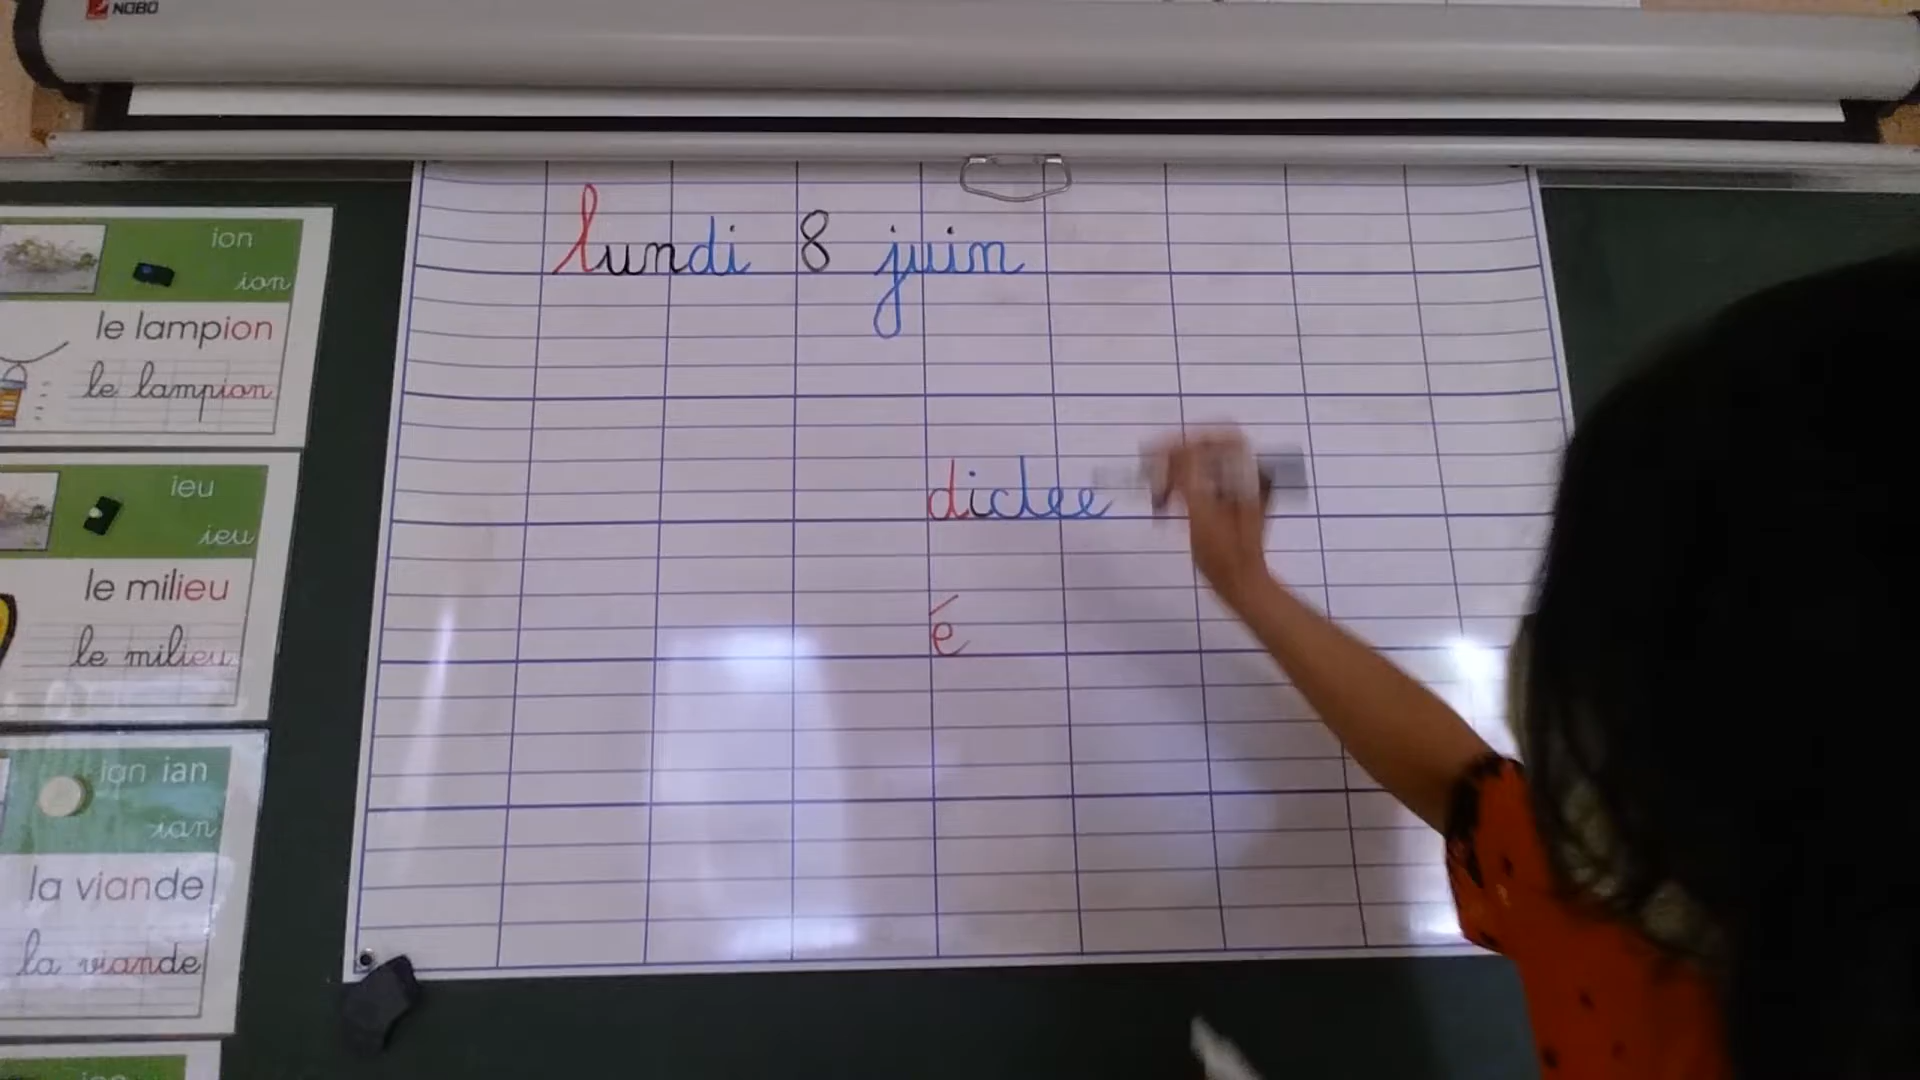 NOBO
lundi 8 juin
dictee
é
ion
ion
le lampion
le lampion
ieu
ieu
le milieu
le milieu
ian ian
ian
la viande
la viande